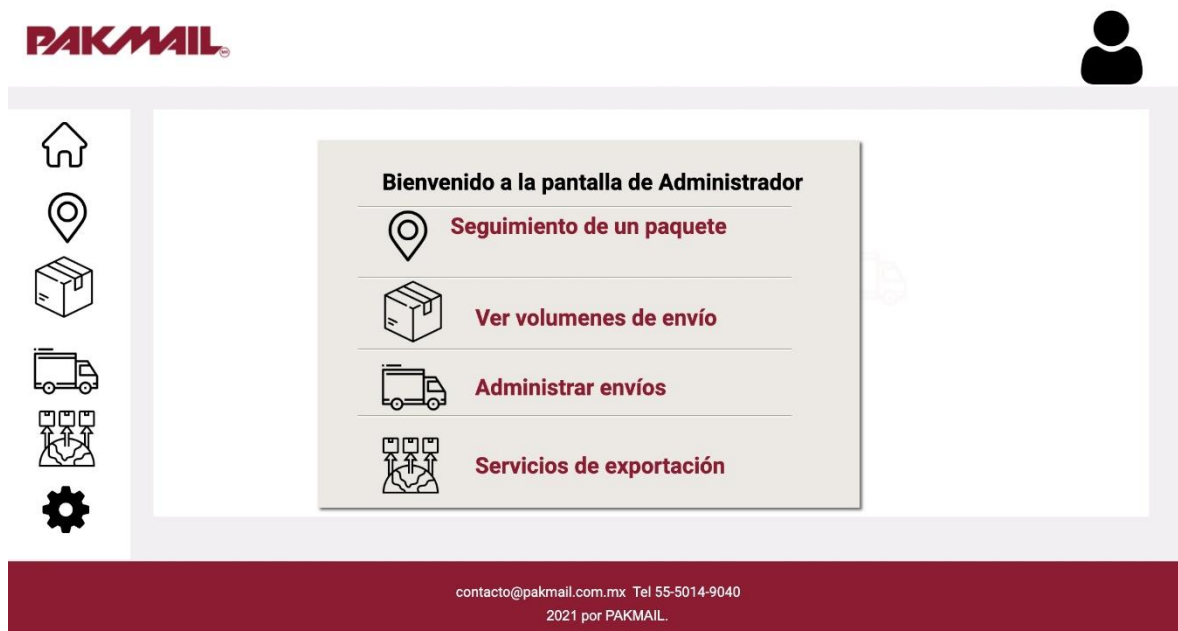 PAKMAIL
Bienvenido a la pantalla de Administrador
Seguimiento de un paquete
Ver volumenes de envío
Administrar envíos
Servicios de exportación
contacto@pakmail.com.mx Tel 55-5014-9040
2021 por PAKMAIL.